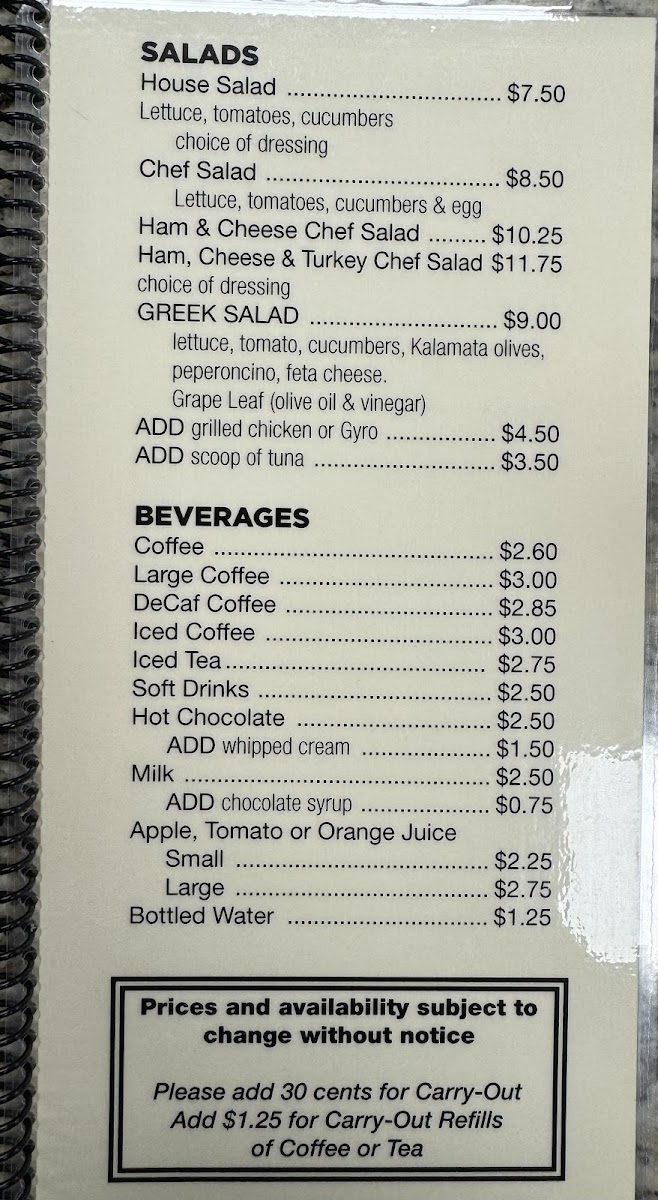 SALADS
House Salad ................................ $7.50
Lettuce, tomatoes, cucumbers
choice of dressing
Chef Salad ................................... $8.50
Lettuce, tomatoes, cucumbers & egg
Ham & Cheese Chef Salad ......... $10.25
Ham, Cheese & Turkey Chef Salad $11.75
choice of dressing
GREEK SALAD ............................ $9.00
lettuce, tomato, cucumbers, Kalamata olives,
peperoncino, feta cheese.
Grape Leaf (olive oil & vinegar)
ADD grilled chicken or Gyro ................ $4.50
ADD scoop of tuna ........................... $3.50
BEVERAGES
Coffee .......................................... $2.60
Large Coffee ................................ $3.00
DeCaf Coffee ............................... $2.85
Iced Coffee .................................. $3.00
Iced Tea....................................... $2.75
Soft Drinks ................................... $2.50
Hot Chocolate ............................. $2.50
ADD whipped cream ................... $1.50
Milk .............................................. $2.50
ADD chocolate syrup ................... $0.75
Apple, Tomato or Orange Juice
Small ...................................... $2.25
Large ...................................... $2.75
Bottled Water .............................. $1.25
Prices and availability subject to
change without notice
Please add 30 cents for Carry-Out
Add $1.25 for Carry-Out Refills
of Coffee or Tea